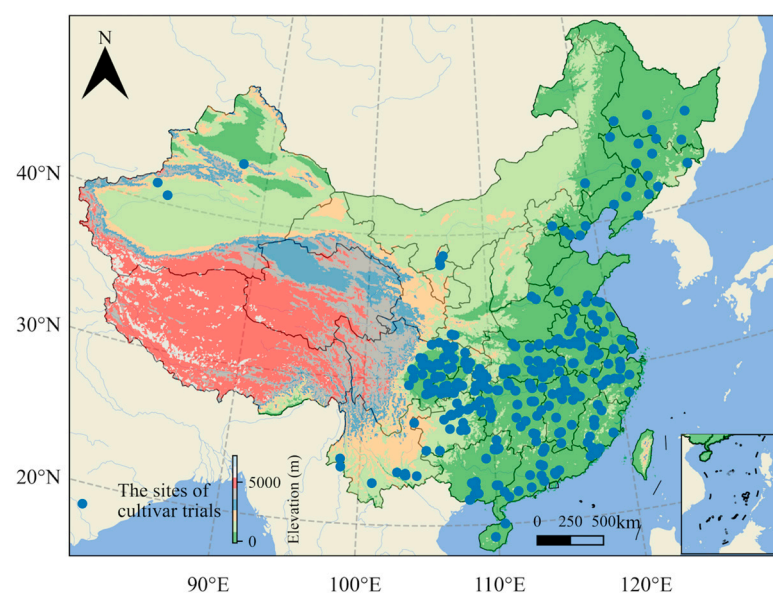 N
40°N
30°N
20°N
The sites of
cultivar trials
5000
0
Elevation (m)
0 250 500km
90°E 100°E 110°E 120°E